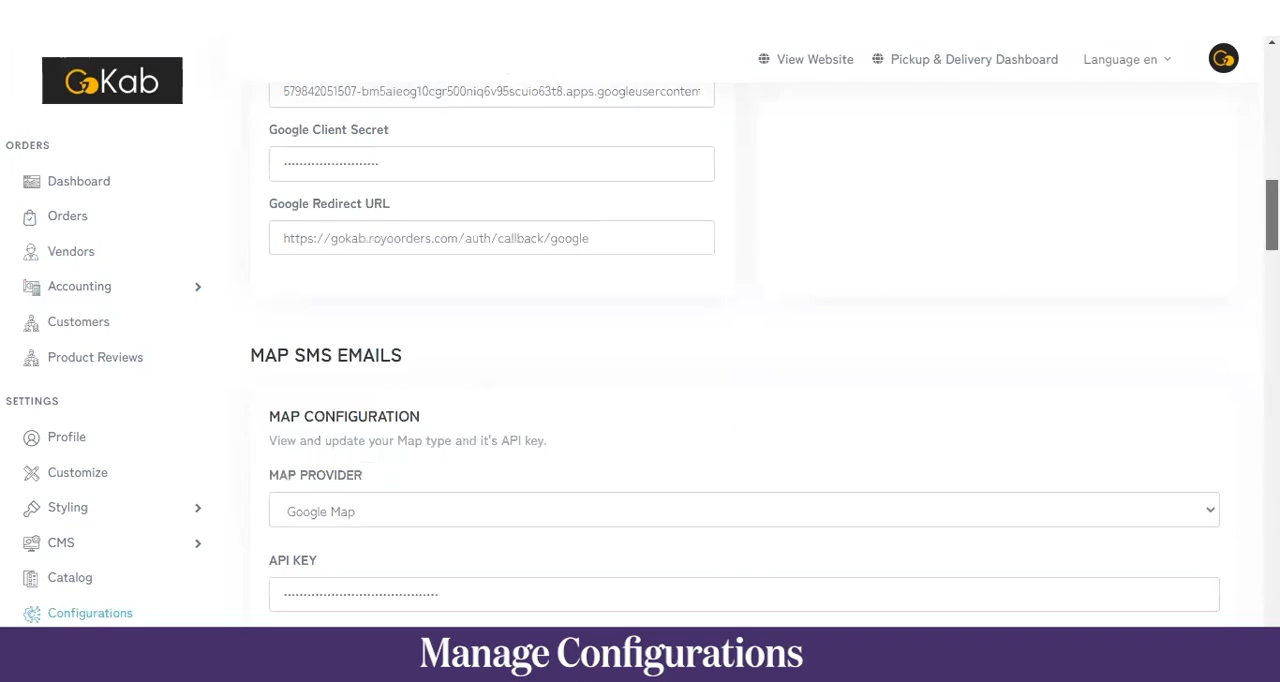 GoKab
View Website
Pickup & Delivery Dashboard
Language en
ORDERS
Dashboard
Orders
Vendors
Accounting
Customers
Product Reviews
SETTINGS
Profile
Customize
Styling
CMS
Catalog
Configurations
579842051507-bm5aieog10cgr500niq6v95scuio63t8.apps.googleusercontent
Google Client Secret
Google Redirect URL
https://gokab.royoorders.com/auth/callback/google
MAP SMS EMAILS
MAP CONFIGURATION
View and update your Map type and it's API key.
MAP PROVIDER
Google Map
API KEY
Manage Configurations